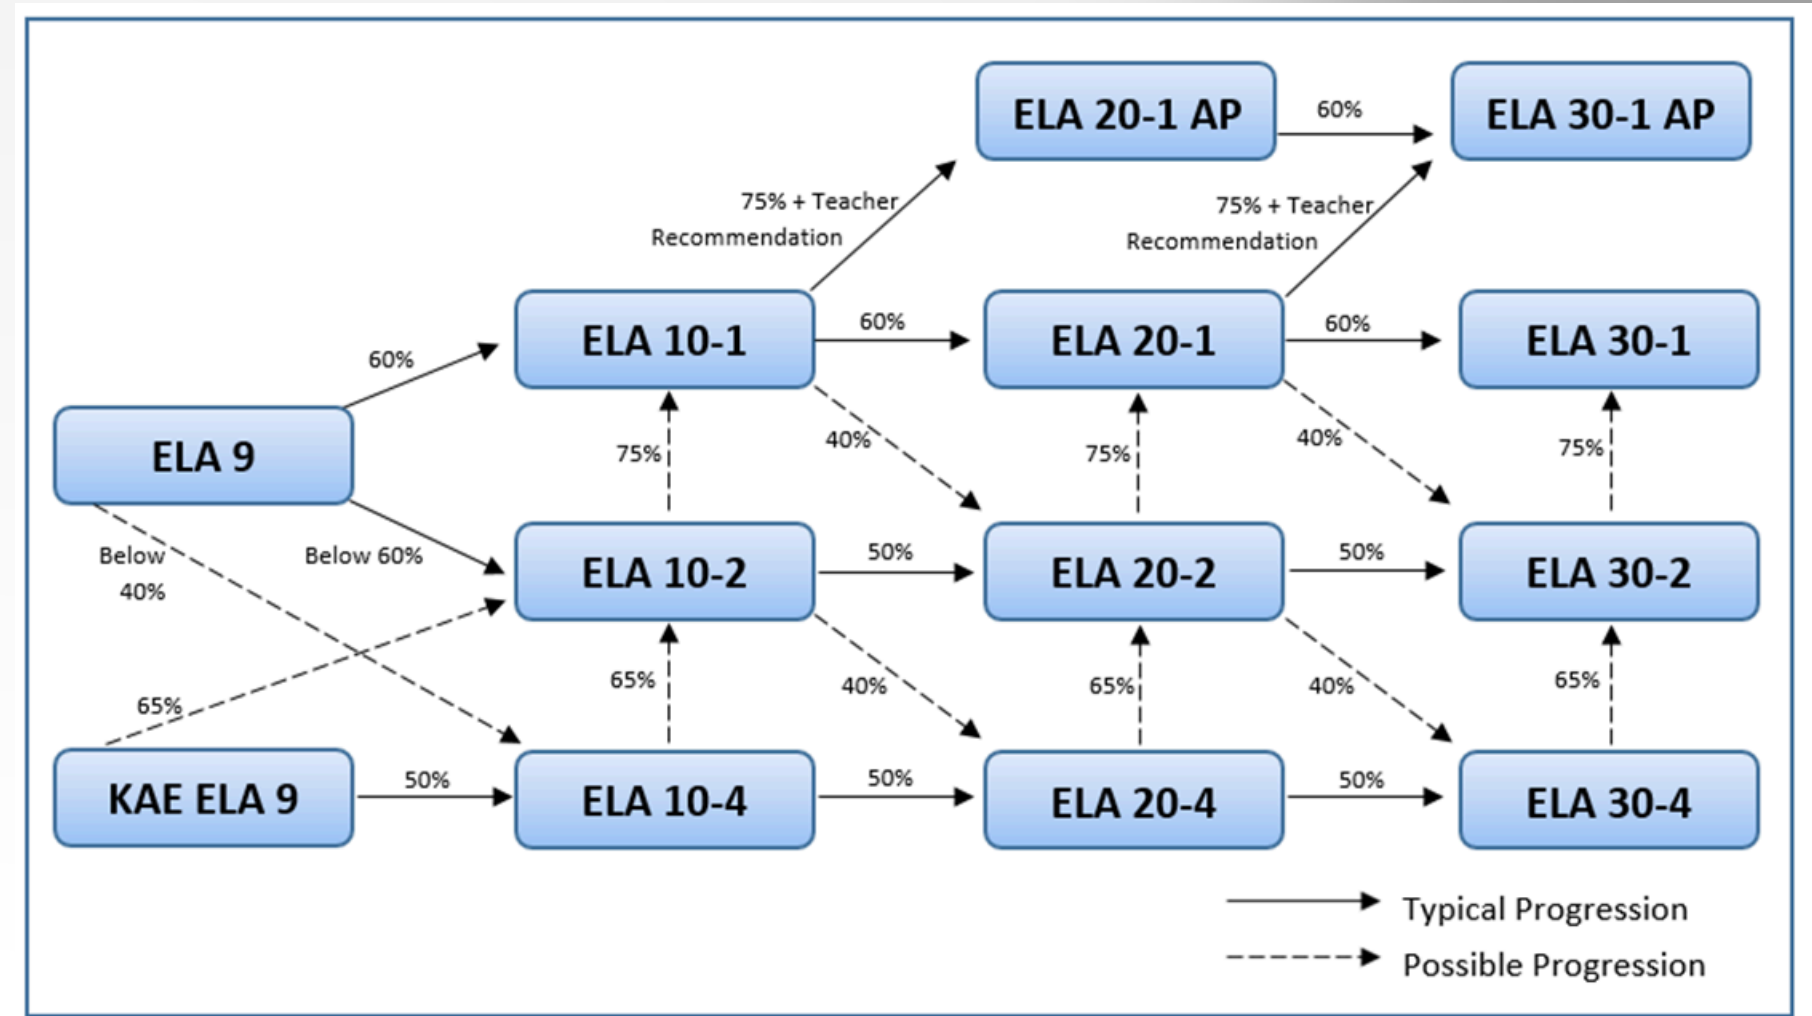 ELA 20-1 AP
60%
ELA 30-1 AP
75% + Teacher
Recommendation
75% + Teacher
Recommendation
ELA 10-1
60%
ELA 20-1
60%
ELA 30-1
60%
ELA 9
75%
40%
75%
40%
75%
Below
40%
Below 60%
ELA 10-2
50%
ELA 20-2
50%
ELA 30-2
65%
65%
40%
65%
40%
65%
KAE ELA 9
50%
ELA 10-4
50%
ELA 20-4
50%
ELA 30-4
Typical Progression
Possible Progression